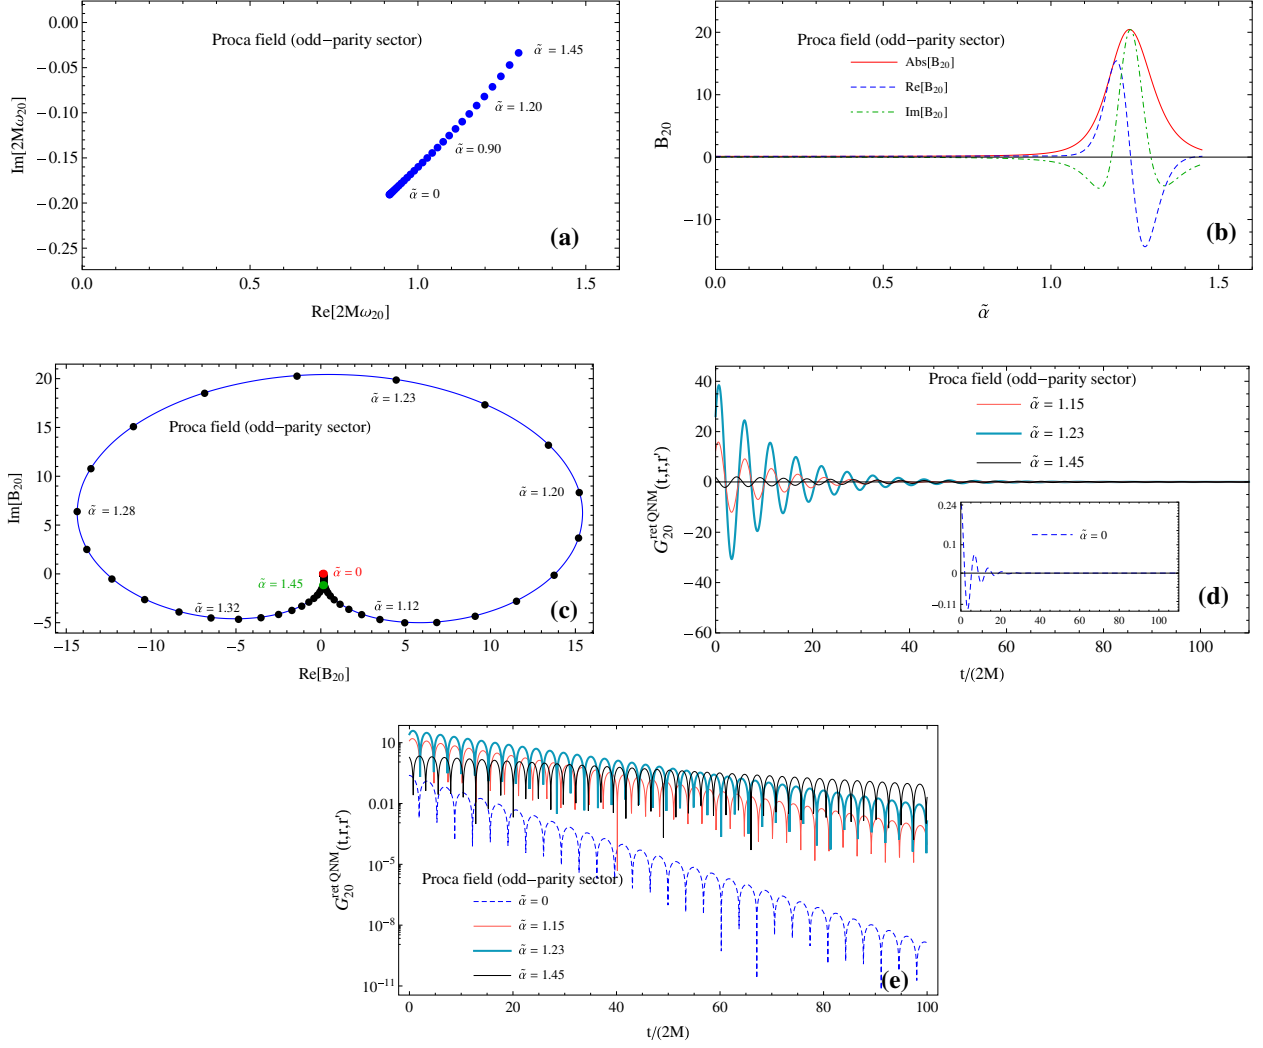 Proca field (odd−parity sector)
α̃ = 1.45
α̃ = 1.20
α̃ = 0.90
α̃ = 0
(a)
0.00
−0.05
−0.10
−0.15
−0.20
−0.25
Im[2Mω₂₀]
0.0 0.5 1.0 1.5
Re[2Mω₂₀]
Proca field (odd−parity sector)
Abs[B₂₀]
Re[B₂₀]
Im[B₂₀]
(b)
20
10
0
−10
B₂₀
0.0 0.5 1.0 1.5
α̃
20
15
10
5
0
−5
Im[B₂₀]
α̃ = 1.23
Proca field (odd−parity sector)
α̃ = 1.20
α̃ = 1.28
α̃ = 0
α̃ = 1.45
α̃ = 1.32
α̃ = 1.12
(c)
−15 −10 −5 0 5 10 15
Re[B₂₀]
Proca field (odd−parity sector)
α̃ = 1.15
α̃ = 1.23
α̃ = 1.45
40
20
0
−20
−40
−60
G₂₀^ret QNM(t,r,r')
0.24
0.1
0
−0.11
α̃ = 0
0 20 40 60 80 100
(d)
0 20 40 60 80 100
t/(2M)
10
0.01
10⁻⁵
10⁻⁸
10⁻¹¹
G₂₀^ret QNM(t,r,r')
Proca field (odd−parity sector)
α̃ = 0
α̃ = 1.15
α̃ = 1.23
α̃ = 1.45
(e)
0 20 40 60 80 100
t/(2M)